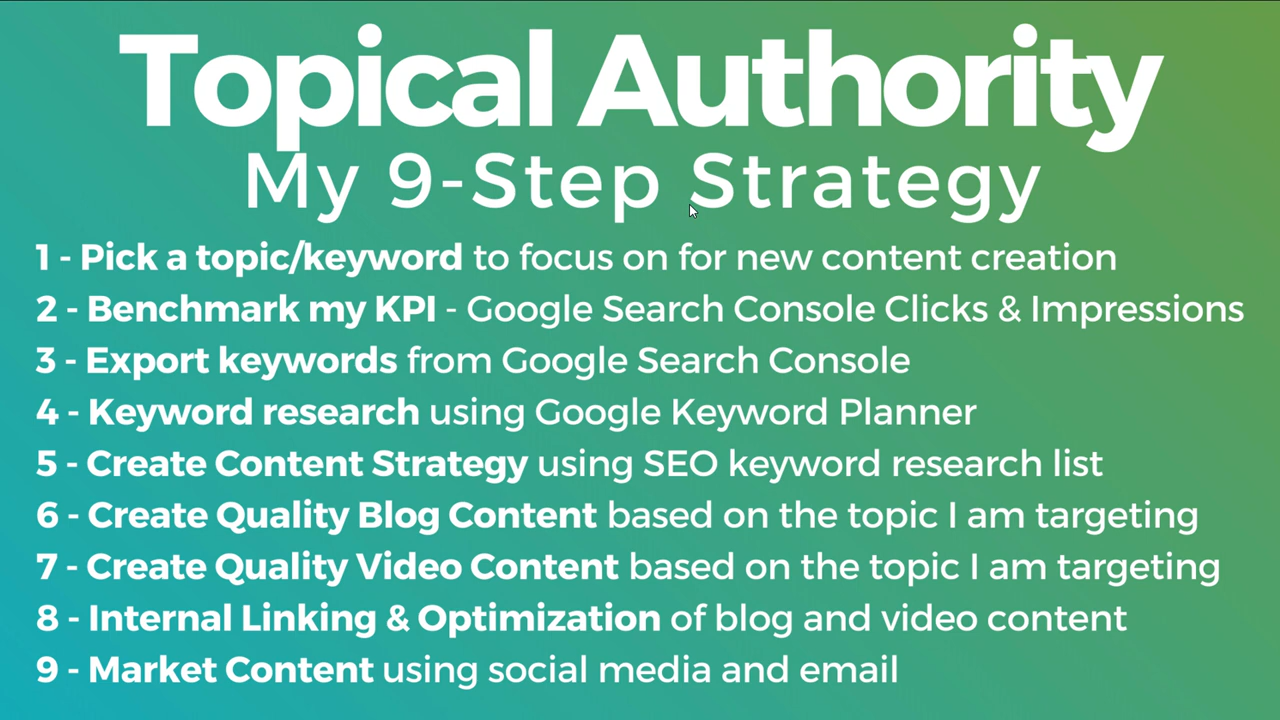 Topical Authority
My 9-Step Strategy
1 - Pick a topic/keyword to focus on for new content creation
2 - Benchmark my KPI - Google Search Console Clicks & Impressions
3 - Export keywords from Google Search Console
4 - Keyword research using Google Keyword Planner
5 - Create Content Strategy using SEO keyword research list
6 - Create Quality Blog Content based on the topic I am targeting
7 - Create Quality Video Content based on the topic I am targeting
8 - Internal Linking & Optimization of blog and video content
9 - Market Content using social media and email